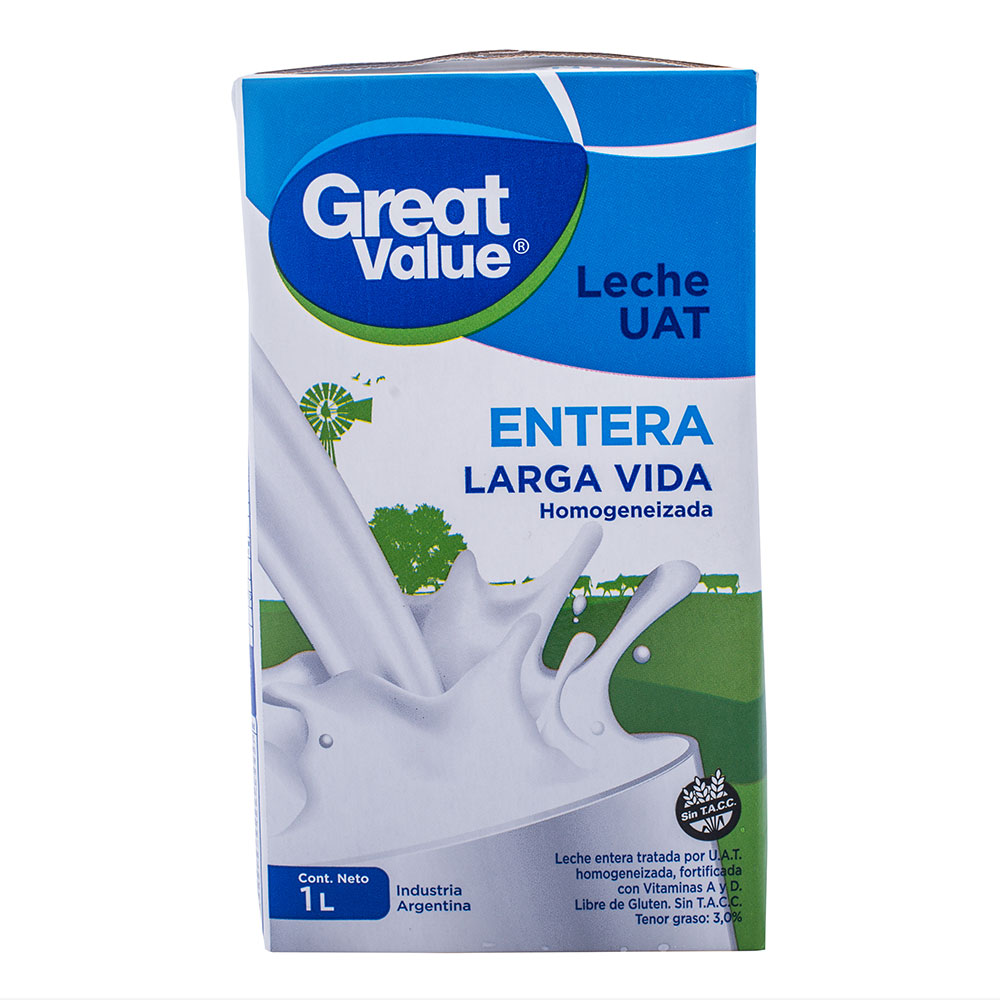 Great
Value®
Leche
UAT
ENTERA
LARGA VIDA
Homogeneizada
Sin T.A.C.C.
Leche entera tratada por U.A.T.
homogeneizada, fortificada
con Vitaminas A y D.
Libre de Gluten. Sin T.A.C.C.
Tenor graso: 3,0%
Cont. Neto
1 L
Industria
Argentina